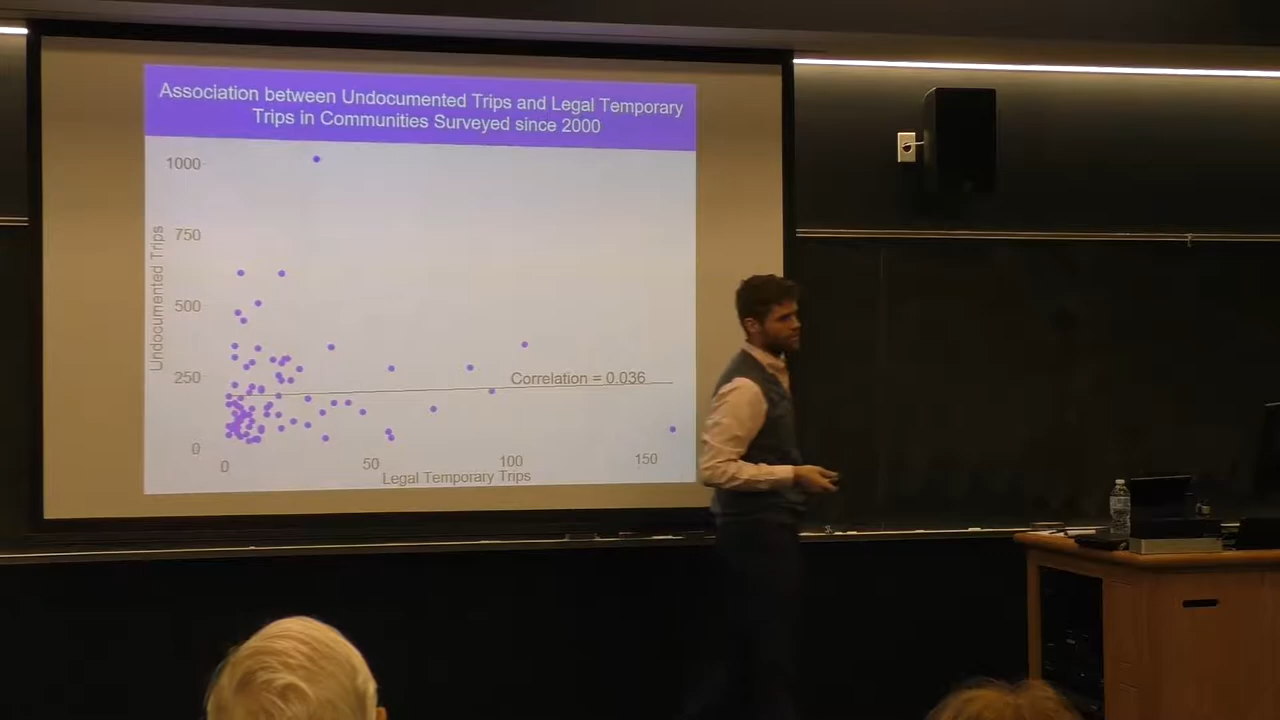 Association between Undocumented Trips and Legal Temporary
Trips in Communities Surveyed since 2000
1000
750
500
250
0
Undocumented Trips
Correlation = 0.036
0
50
100
150
Legal Temporary Trips